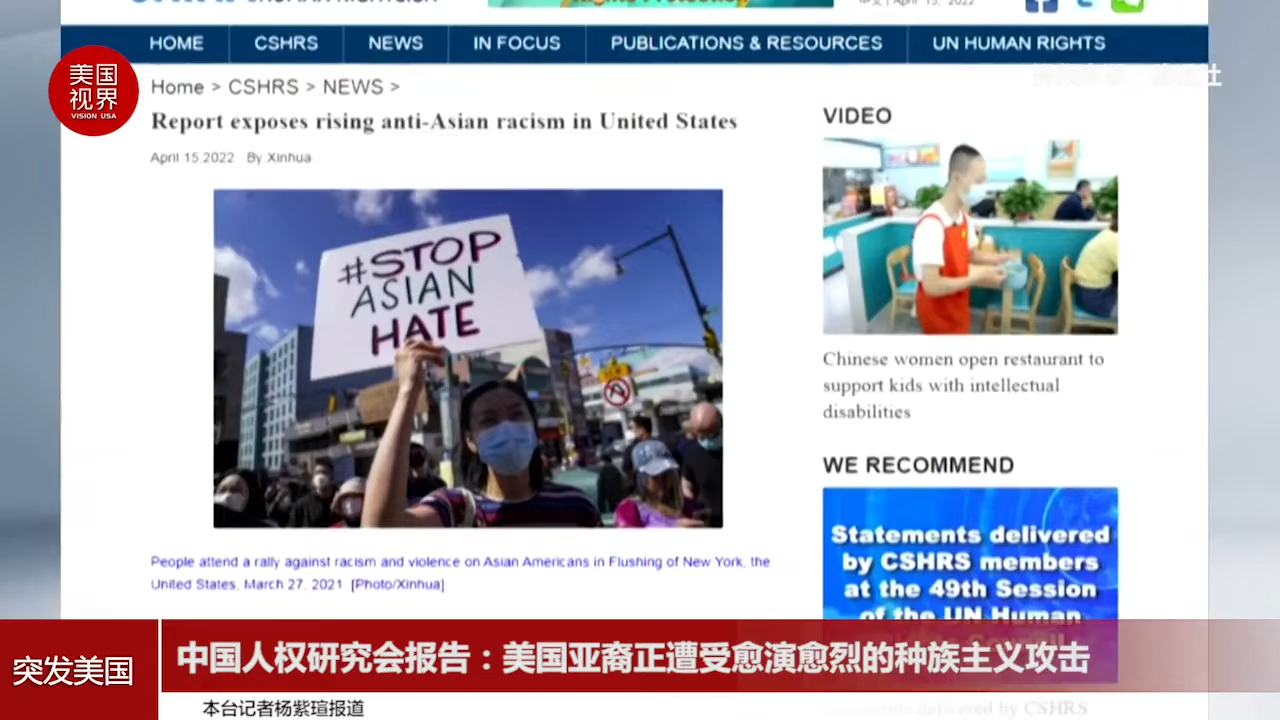 HOME
CSHRS
NEWS
IN FOCUS
PUBLICATIONS & RESOURCES
UN HUMAN RIGHTS
美国
视界
VISION USA
Home > CSHRS > NEWS >
Report exposes rising anti-Asian racism in United States
April 15,2022 By Xinhua
#STOP
ASIAN
HATE
People attend a rally against racism and violence on Asian Americans in Flushing of New York, the
United States, March 27, 2021 [Photo/Xinhua]
VIDEO
Chinese women open restaurant to
support kids with intellectual
disabilities
WE RECOMMEND
Statements delivered
by CSHRS members
at the 49th Session
of the UN Human
突发美国
中国人权研究会报告：美国亚裔正遭受愈演愈烈的种族主义攻击
本台记者杨紫瑄报道